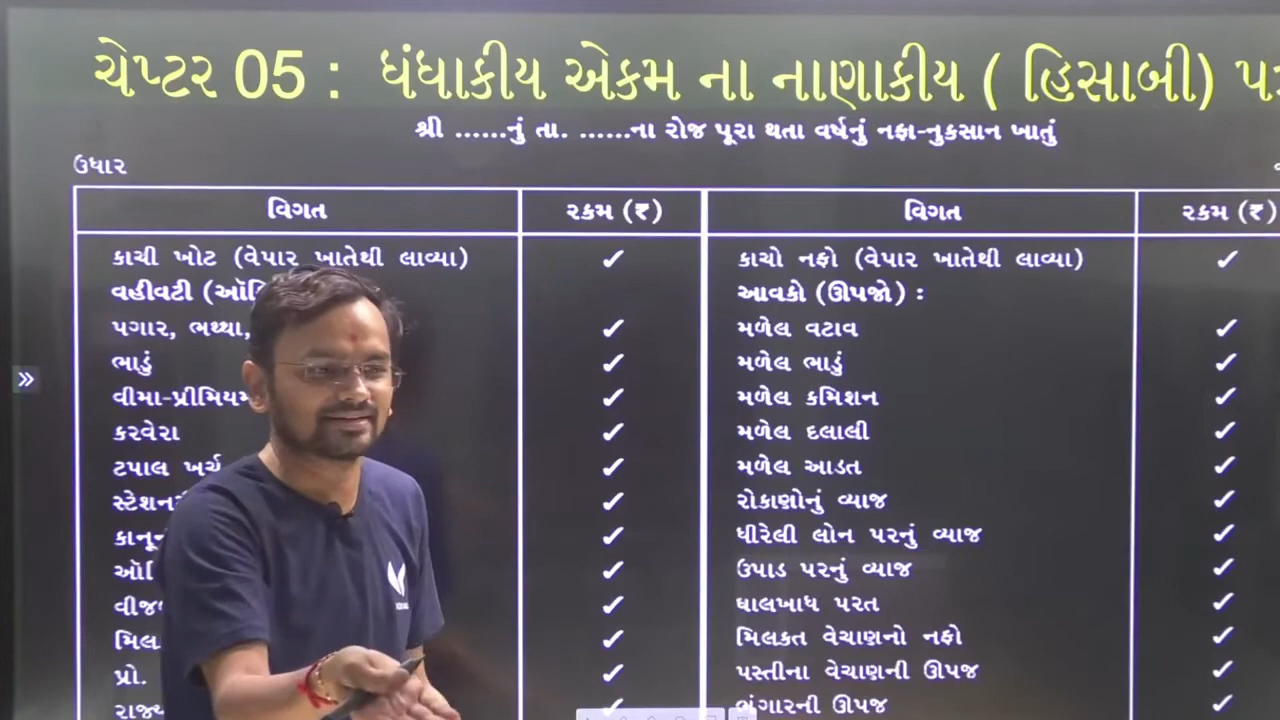 ચેપ્ટર 05 : ધંધાકીય એકમ ના નાણાકીય ( હિસાબી)
શ્રી ......નું તા. ......ના રોજ પૂરા થતા વર્ષનું નફા-નુકસાન ખાતું
ઉધાર
વિગત રકમ (₹) વિગત રકમ (₹)
કાચી ખોટ (વેપાર ખાતેથી લાવ્યા) ✓ કાચો નફો (વેપાર ખાતેથી લાવ્યા) ✓
વહીવટી આવકો (ઊપજો) :
પગાર, ભથ્થા, ✓ મળેલ વટાવ ✓
ભાડું ✓ મળેલ ભાડું ✓
વીમા-પ્રીમિયમ ✓ મળેલ કમિશન ✓
કરવેરા ✓ મળેલ દલાલી ✓
ટપાલ ખર્ચ ✓ મળેલ આડત ✓
✓ રોકાણોનું વ્યાજ ✓
✓ ધીરેલી લોન પરનું વ્યાજ ✓
✓ ઉપાડ પરનું વ્યાજ ✓
✓ ઘાલખાધ પરત ✓
✓ મિલકત વેચાણનો નફો ✓
પ્રો. ✓ પસ્તીના વેચાણની ઉપજ ✓
✓ ભંગારની ઉપજ ✓